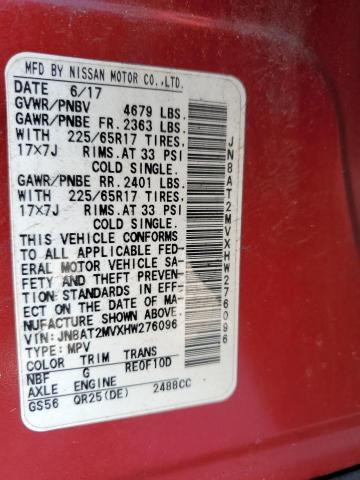 MFD BY NISSAN MOTOR CO.,LTD.
DATE 6/17
GVWR/PNBV 4679 LBS.
GAWR/PNBE FR. 2363 LBS.
WITH 225/65R17 TIRES,
17x7J RIMS.AT 33 PSI
COLD SINGLE.
GAWR/PNBE RR. 2401 LBS.
WITH 225/65R17 TIRES,
17x7J RIMS.AT 33 PSI
COLD SINGLE.
THIS VEHICLE CONFORMS
TO ALL APPLICABLE FED-
ERAL MOTOR VEHICLE SA-
FETY AND THEFT PREVEN-
TION STANDARDS IN EFF-
ECT ON THE DATE OF MA-
NUFACTURE SHOWN ABOVE.
VIN:JN8AT2MVXHW276096
TYPE:MPV
COLOR TRIM TRANS
NBF G RE0F10D
AXLE ENGINE
GS56 QR25(DE) 2488CC
JN8AT2MVXHW276096